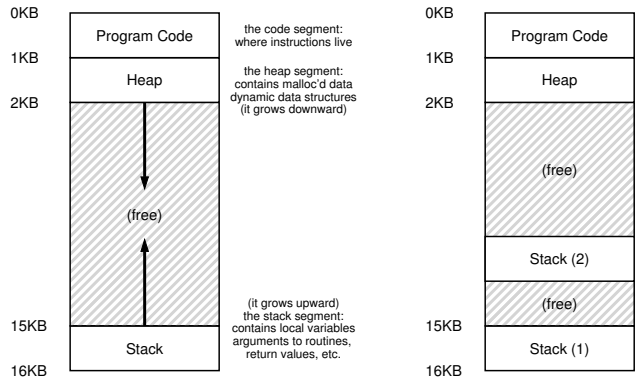 0KB
Program Code
the code segment:
where instructions live
1KB
Heap
the heap segment:
contains malloc'd data
dynamic data structures
(it grows downward)
2KB
(free)
(it grows upward)
the stack segment:
contains local variables
arguments to routines,
return values, etc.
15KB
Stack
16KB
0KB
Program Code
1KB
Heap
2KB
(free)
Stack (2)
(free)
15KB
Stack (1)
16KB